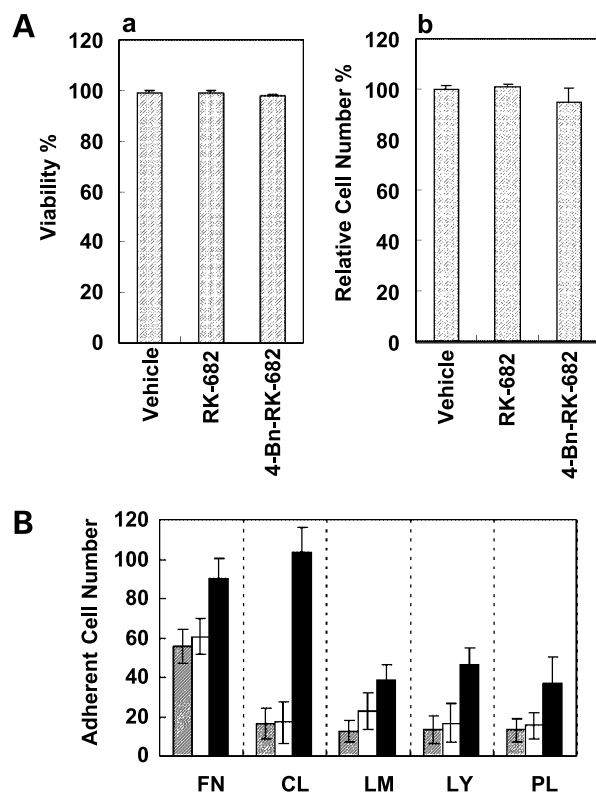 A
a
120
100
80
60
40
20
0
Viability %
Vehicle
RK-682
4-Bn-RK-682
b
120
100
80
60
40
20
0
Relative Cell Number %
Vehicle
RK-682
4-Bn-RK-682
B
120
100
80
60
40
20
0
Adherent Cell Number
FN CL LM LY PL